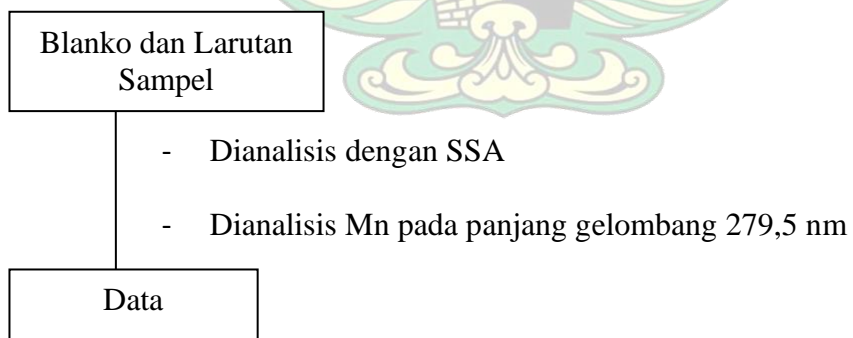 Blanko dan Larutan
Sampel
- Dianalisis dengan SSA
- Dianalisis Mn pada panjang gelombang 279,5 nm
Data